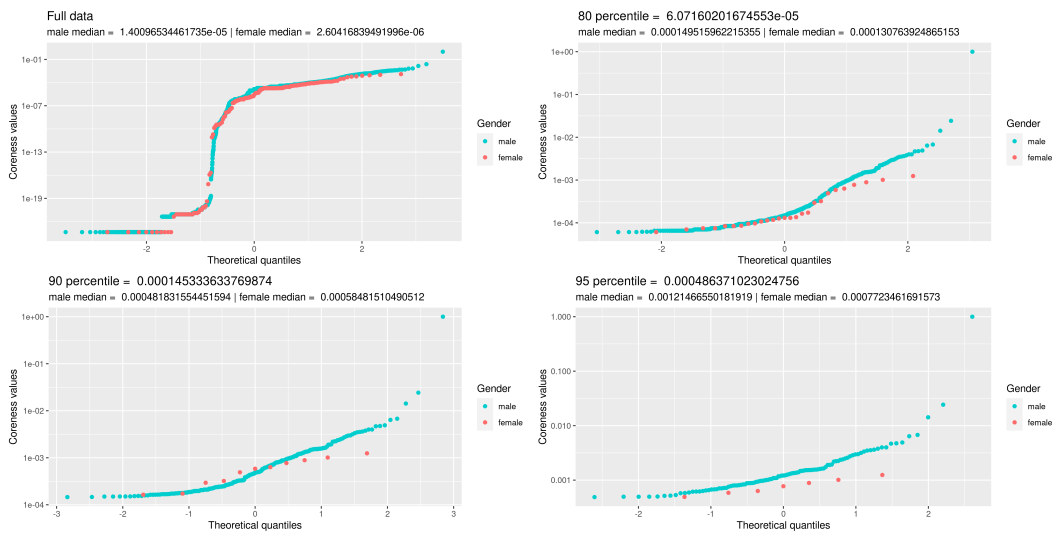 Full data
male median = 1.40096534461735e-05 | female median = 2.60416839491996e-06
1e-01
1e-07
1e-13
1e-19
Coreness values
-2 0 2
Theoretical quantiles
Gender
male
female
80 percentile = 6.07160201674553e-05
male median = 0.000149515962215355 | female median = 0.000130763924865153
1e+00
1e-01
1e-02
1e-03
1e-04
Coreness values
-2 0 2
Theoretical quantiles
Gender
male
female
90 percentile = 0.000145333633769874
male median = 0.000481831554451594 | female median = 0.00058481510490512
1e+00
1e-01
1e-02
1e-03
1e-04
Coreness values
-3 -2 -1 0 1 2 3
Theoretical quantiles
Gender
male
female
95 percentile = 0.000486371023024756
male median = 0.00121466550181919 | female median = 0.0007723461691573
1.000
0.100
0.010
0.001
Coreness values
-2 -1 0 1 2
Theoretical quantiles
Gender
male
female